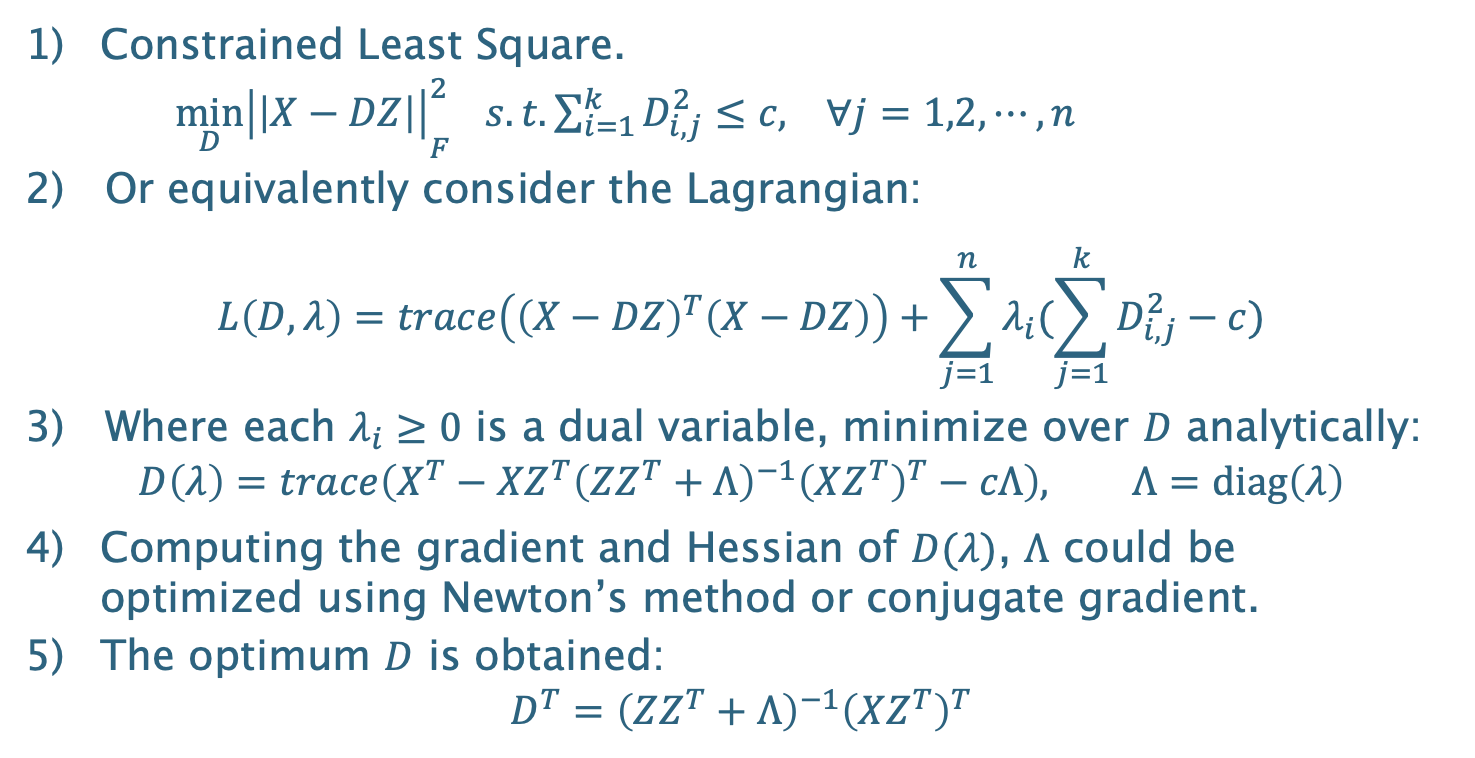 1) Constrained Least Square.
min_D ||X − DZ||_F^2 s.t. ∑_{i=1}^k D_{i,j}^2 ≤ c, ∀j = 1,2,⋯,n
2) Or equivalently consider the Lagrangian:
L(D, λ) = trace((X − DZ)^T (X − DZ)) + ∑_{j=1}^n λ_i(∑_{j=1}^k D_{i,j}^2 − c)
3) Where each λ_i ≥ 0 is a dual variable, minimize over D analytically:
D(λ) = trace(X^T − XZ^T(ZZ^T + Λ)^{−1}(XZ^T)^T − cΛ), Λ = diag(λ)
4) Computing the gradient and Hessian of D(λ), Λ could be
optimized using Newton’s method or conjugate gradient.
5) The optimum D is obtained:
D^T = (ZZ^T + Λ)^{−1}(XZ^T)^T